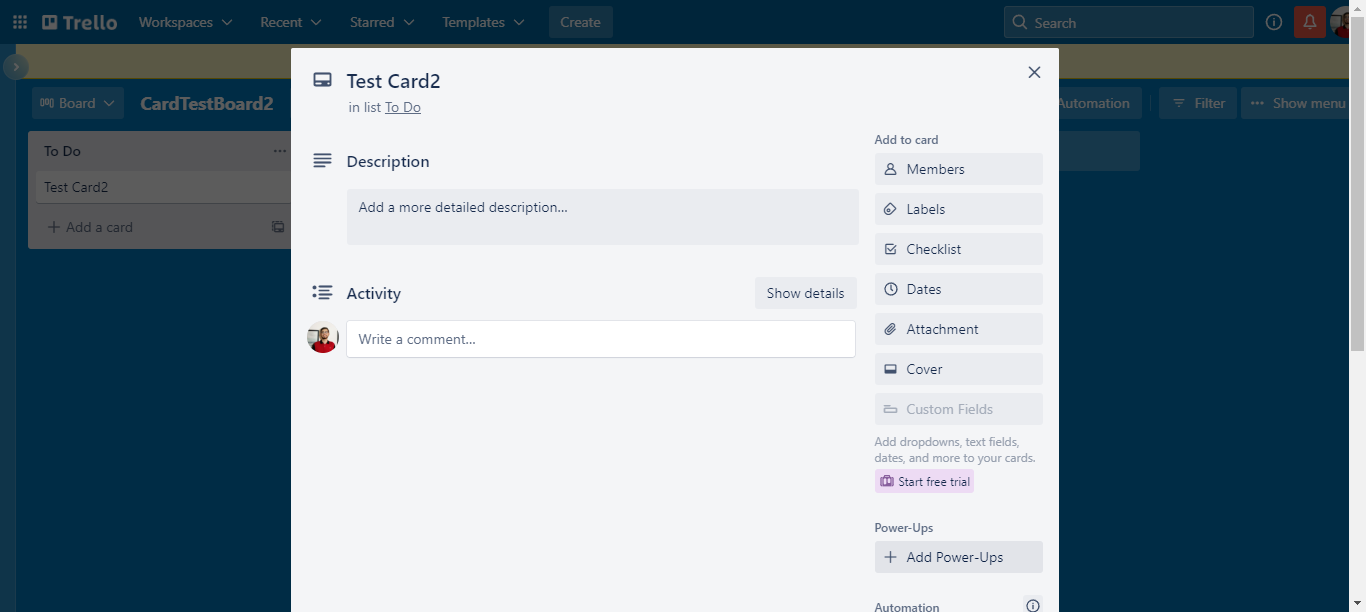 Trello
Workspaces
Recent
Starred
Templates
Create
Search
Board
CardTestBoard2
Automation
Filter
Show menu
To Do
Test Card2
Add a card
Test Card2
in list To Do
Description
Add a more detailed description...
Activity
Show details
Write a comment...
Add to card
Members
Labels
Checklist
Dates
Attachment
Cover
Custom Fields
Add dropdowns, text fields,
dates, and more to your cards.
Start free trial
Power-Ups
Add Power-Ups
Automation